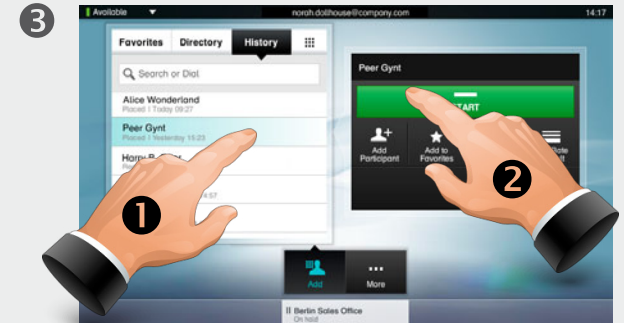 3
Available norah.dollhouse@company.com 14:17
Favorites Directory History
Search or Dial
Alice Wonderland
Placed | Today 09:27
Peer Gynt
Placed | Yesterday 15:23
Peer Gynt
START
Add
Participant
Add to
Favorites
1
2
Add
More
Berlin Sales Office
On hold